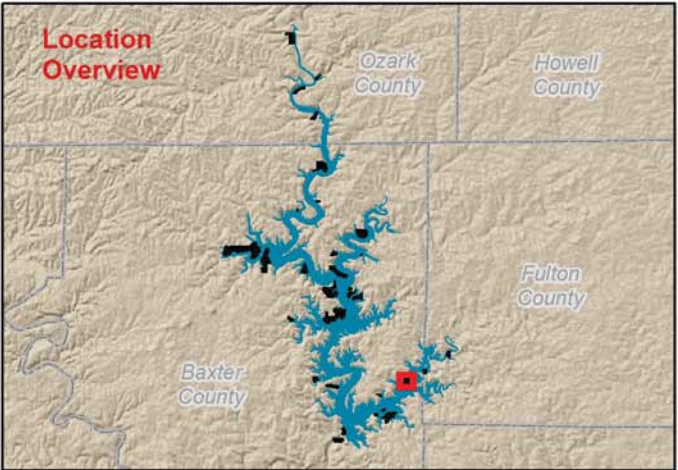 Location
Overview
Ozark
County
Howell
County
Fulton
County
Baxter
County